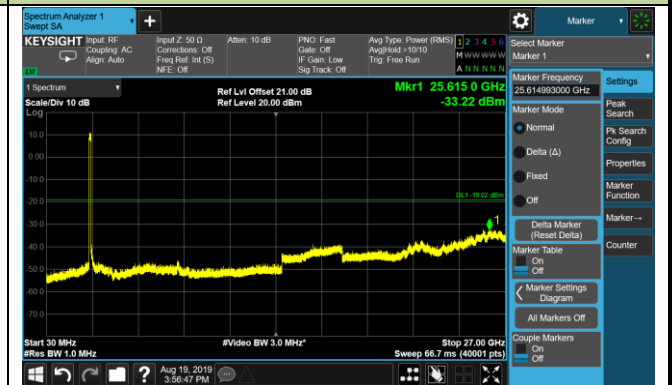 Spectrum Analyzer 1
Swept SA
+
Marker
KEYSIGHT
Input: RF
Coupling: AC
Align: Auto
Input Z: 50 Ω
Corrections: Off
Freq Ref: Int (S)
NFE: Off
Atten: 10 dB
PNO: Fast
Gate: Off
IF Gain: Low
Sig Track: Off
Avg Type: Power (RMS)
Avg|Hold:>10/10
Trig: Free Run
1 2 3 4 5 6
M W W W W W
A N N N N N
1 Spectrum
Scale/Div 10 dB
Log
Ref Lvl Offset 21.00 dB
Ref Level 20.00 dBm
Mkr1 25.615 0 GHz
-33.22 dBm
10.0
0.00
-10.0
-20.0
-30.0
-40.0
-50.0
-60.0
-70.0
DL1 -19.02 dBm
1
Start 30 MHz
#Res BW 1.0 MHz
#Video BW 3.0 MHz*
Stop 27.00 GHz
Sweep 66.7 ms (40001 pts)
?
Aug 19, 2019
3:56:47 PM
Select Marker
Marker 1
Marker Frequency
25.614993000 GHz
Marker Mode
Normal
Delta (Δ)
Fixed
Off
Delta Marker
(Reset Delta)
Marker Table
On
Off
Marker Settings
Diagram
All Markers Off
Couple Markers
On
Off
Settings
Peak
Search
Pk Search
Config
Properties
Marker
Function
Marker→
Counter